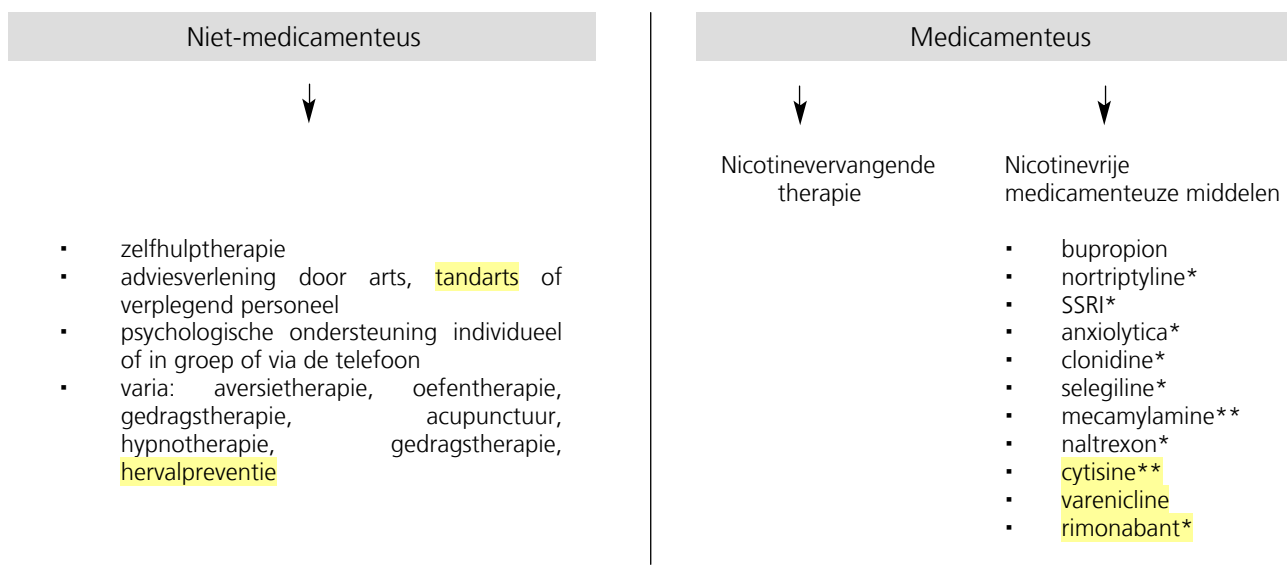 Niet-medicamenteus
▪ zelfhulptherapie
▪ adviesverlening door arts, tandarts of
verplegend personeel
▪ psychologische ondersteuning individueel
of in groep of via de telefoon
▪ varia: aversietherapie, oefentherapie,
gedragstherapie, acupunctuur,
hypnotherapie, gedragstherapie,
hervalpreventie
Medicamenteus
Nicotinevervangende
therapie
Nicotinevrije
medicamenteuze middelen
▪ bupropion
▪ nortriptyline*
▪ SSRI*
▪ anxiolytica*
▪ clonidine*
▪ selegiline*
▪ mecamylamine**
▪ naltrexon*
▪ cytisine**
▪ varenicline
▪ rimonabant*